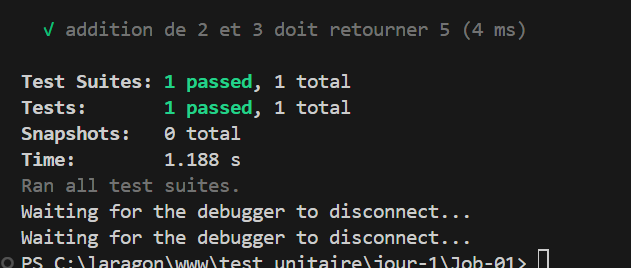 √ addition de 2 et 3 doit retourner 5 (4 ms)
Test Suites: 1 passed, 1 total
Tests: 1 passed, 1 total
Snapshots: 0 total
Time: 1.188 s
Ran all test suites.
Waiting for the debugger to disconnect...
Waiting for the debugger to disconnect...
PS C:\laragon\www\test unitaire\jour-1\Job-01>